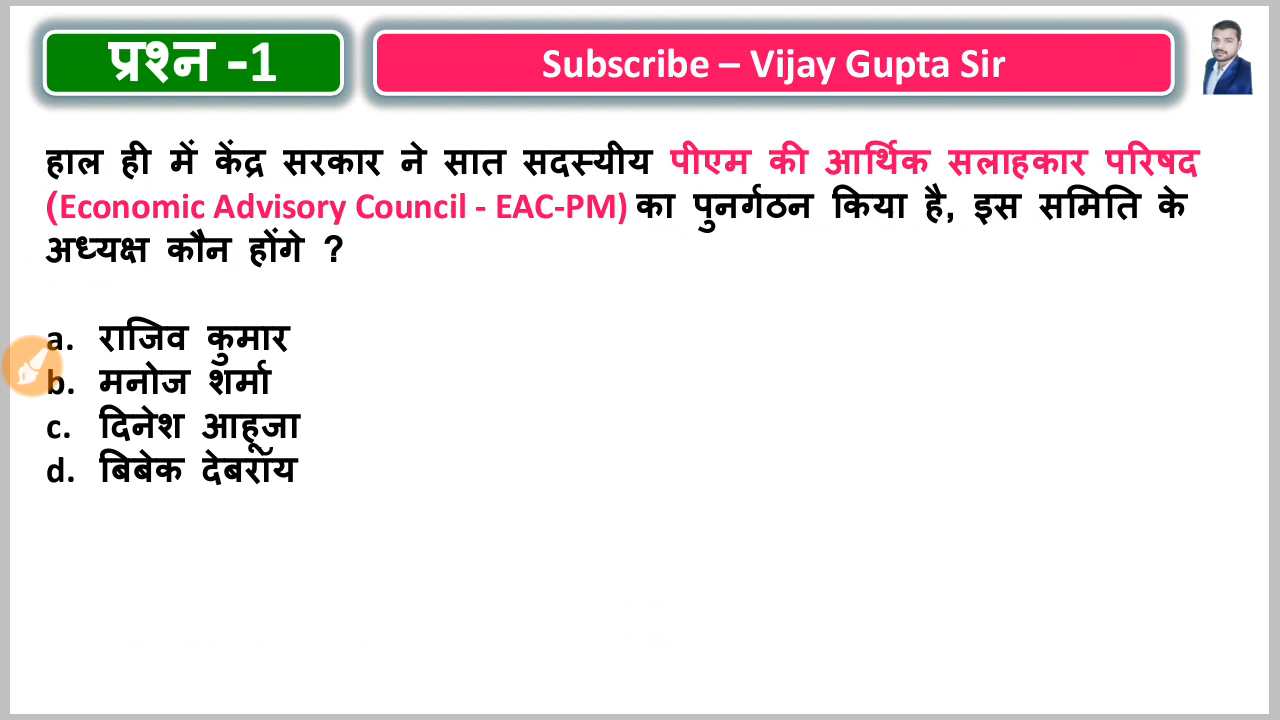 प्रश्न -1
Subscribe – Vijay Gupta Sir
हाल ही में केंद्र सरकार ने सात सदस्यीय पीएम की आर्थिक सलाहकार परिषद
(Economic Advisory Council - EAC-PM) का पुनर्गठन किया है, इस समिति के
अध्यक्ष कौन होंगे ?
a. राजिव कुमार
b. मनोज शर्मा
c. दिनेश आहूजा
d. बिबेक देबरॉय